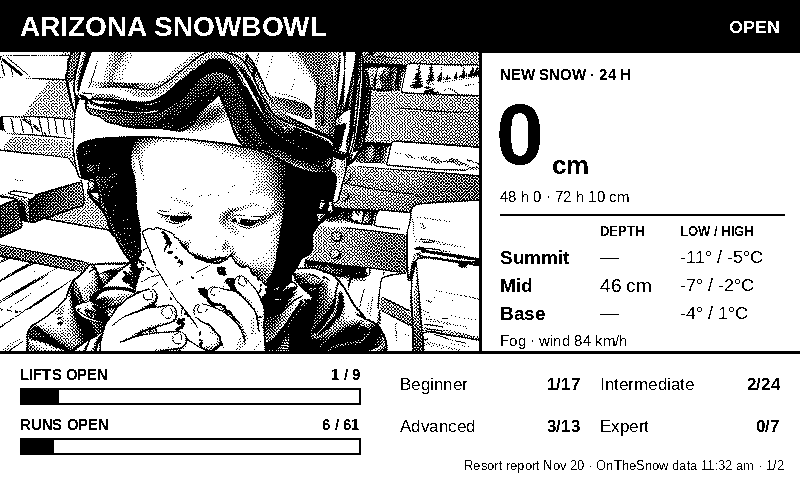 ARIZONA SNOWBOWL
OPEN
NEW SNOW · 24 H
0 cm
48 h 0 · 72 h 10 cm
DEPTH LOW / HIGH
Summit — -11° / -5°C
Mid 46 cm -7° / -2°C
Base — -4° / 1°C
Fog · wind 84 km/h
LIFTS OPEN 1 / 9
RUNS OPEN 6 / 61
Beginner 1/17 Intermediate 2/24
Advanced 3/13 Expert 0/7
Resort report Nov 20 · OnTheSnow data 11:32 am · 1/2